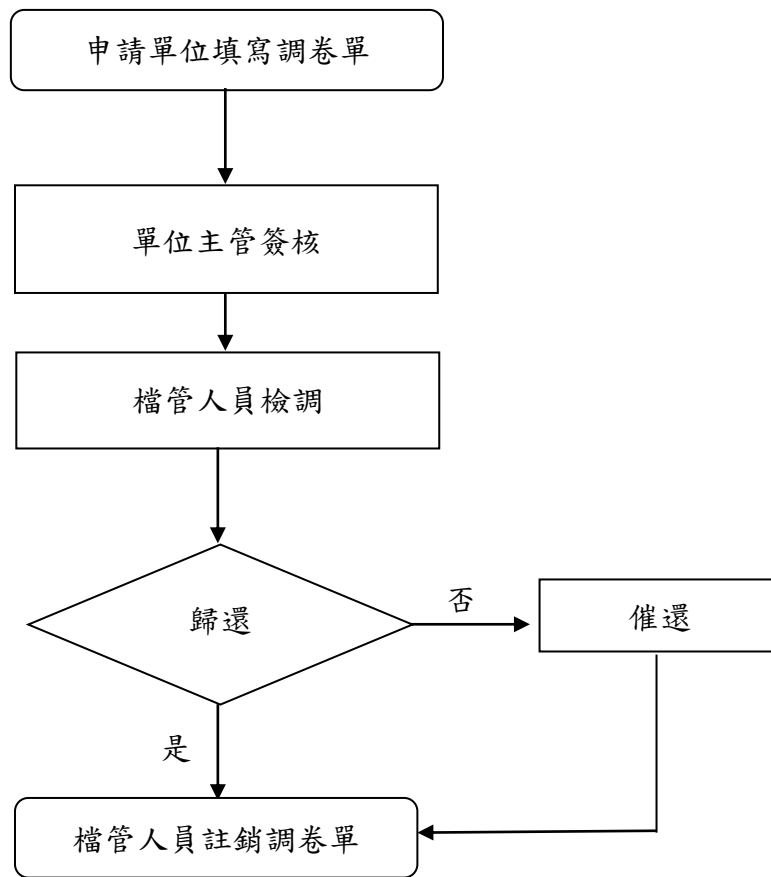 申請單位填寫調卷單
單位主管簽核
檔管人員檢調
歸還
否
催還
是
檔管人員註銷調卷單